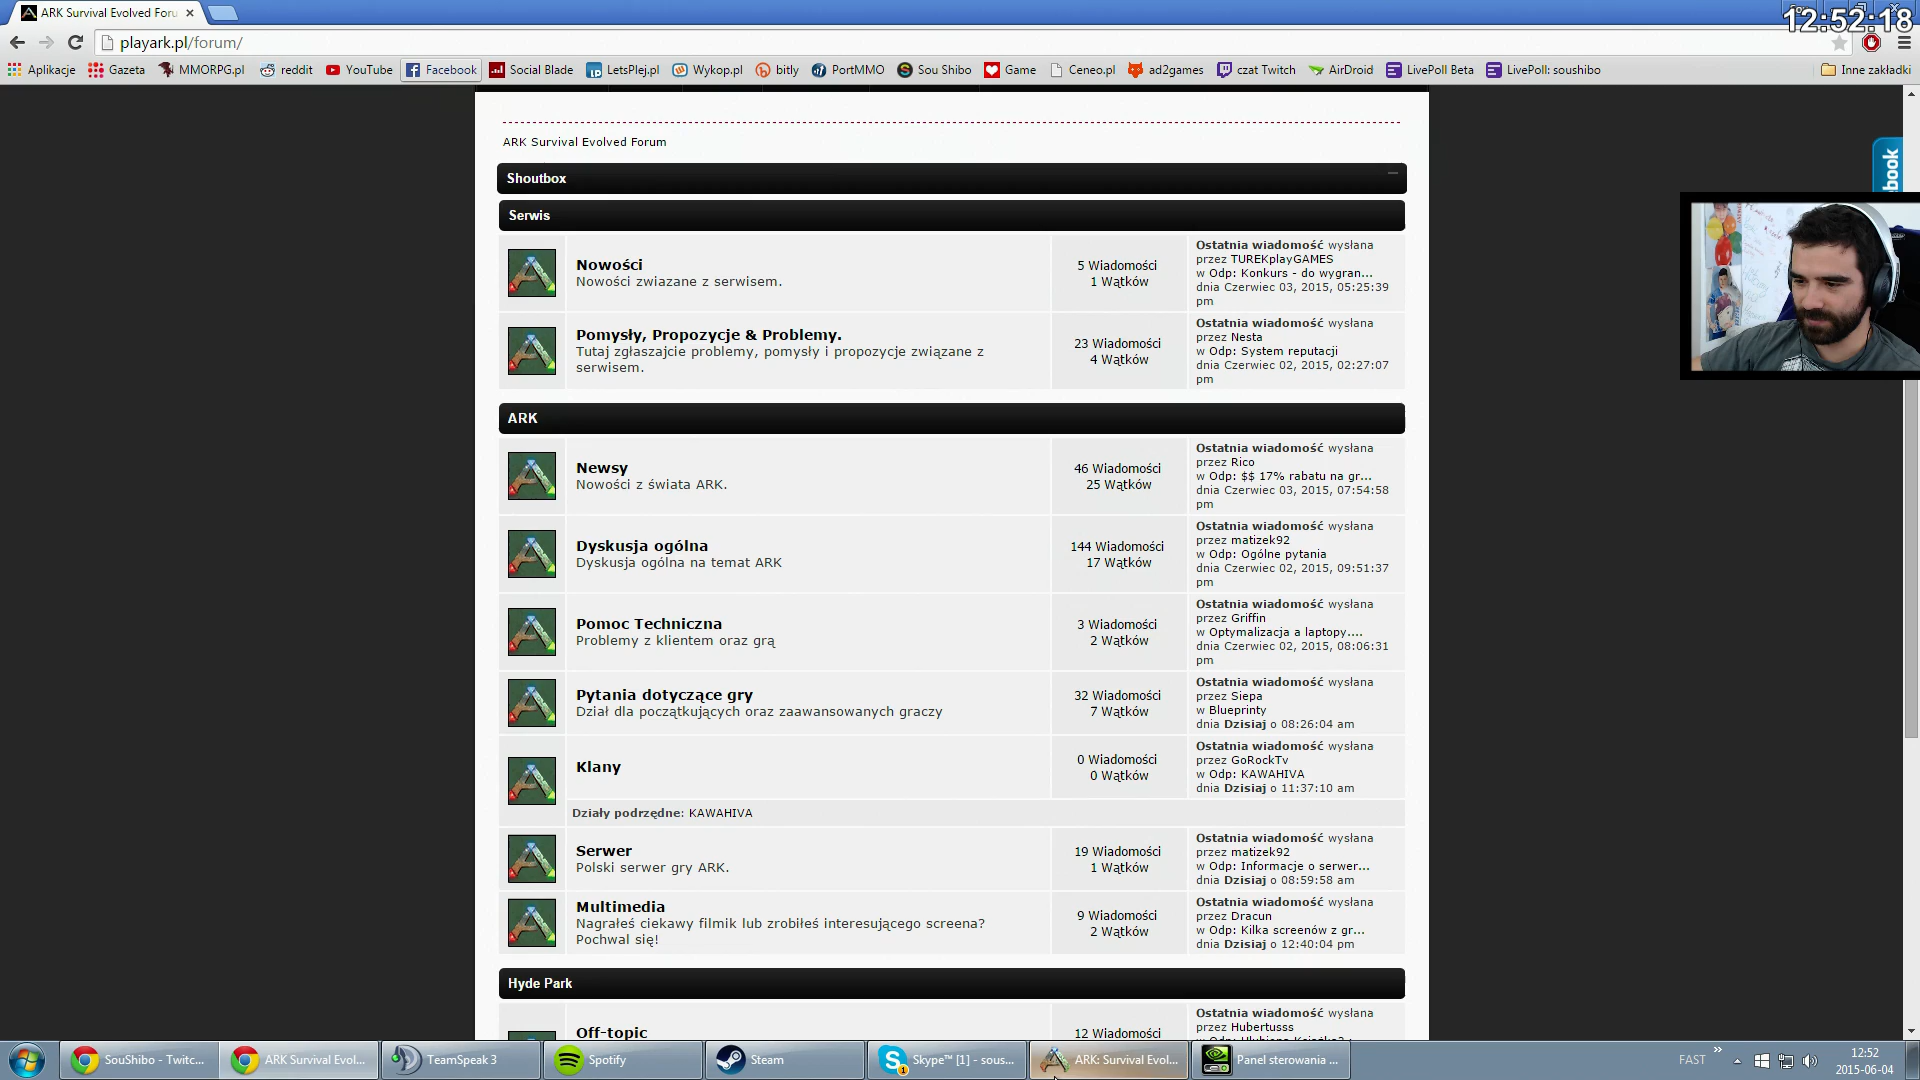 ARK Survival Evolved Foru
12:52:18
playark.pl/forum/
Aplikacje Gazeta MMORPG.pl reddit YouTube Facebook Social Blade LetsPlej.pl Wykop.pl bitly PortMMO Sou Shibo Game Ceneo.pl ad2games czat Twitch AirDroid LivePoll Beta LivePoll: soushibo Inne zakładki
ARK Survival Evolved Forum
Shoutbox
Serwis
Nowości
Nowości zwiazane z serwisem.
5 Wiadomości
1 Wątków
Ostatnia wiadomość wysłana
przez TUREKplayGAMES
w Odp: Konkurs - do wygran...
dnia Czerwiec 03, 2015, 05:25:39
pm
Pomysły, Propozycje & Problemy.
Tutaj zgłaszajcie problemy, pomysły i propozycje związane z
serwisem.
23 Wiadomości
4 Wątków
Ostatnia wiadomość wysłana
przez Nesta
w Odp: System reputacji
dnia Czerwiec 02, 2015, 02:27:07
pm
ARK
Newsy
Nowości z świata ARK.
46 Wiadomości
25 Wątków
Ostatnia wiadomość wysłana
przez Rico
w Odp: $$ 17% rabatu na gr...
dnia Czerwiec 03, 2015, 07:54:58
pm
Dyskusja ogólna
Dyskusja ogólna na temat ARK
144 Wiadomości
17 Wątków
Ostatnia wiadomość wysłana
przez matizek92
w Odp: Ogólne pytania
dnia Czerwiec 02, 2015, 09:51:37
pm
Pomoc Techniczna
Problemy z klientem oraz grą
3 Wiadomości
2 Wątków
Ostatnia wiadomość wysłana
przez Griffin
w Optymalizacja a laptopy....
dnia Czerwiec 02, 2015, 08:06:31
pm
Pytania dotyczące gry
Dział dla początkujących oraz zaawansowanych graczy
32 Wiadomości
7 Wątków
Ostatnia wiadomość wysłana
przez Siepa
w Blueprinty
dnia Dzisiaj o 08:26:04 am
Klany
0 Wiadomości
0 Wątków
Ostatnia wiadomość wysłana
przez GoRockTv
w Odp: KAWAHIVA
dnia Dzisiaj o 11:37:10 am
Działy podrzędne: KAWAHIVA
Serwer
Polski serwer gry ARK.
19 Wiadomości
1 Wątków
Ostatnia wiadomość wysłana
przez matizek92
w Odp: Informacje o serwer...
dnia Dzisiaj o 08:59:58 am
Multimedia
Nagrałeś ciekawy filmik lub zrobiłeś interesującego screena?
Pochwal się!
9 Wiadomości
2 Wątków
Ostatnia wiadomość wysłana
przez Dracun
w Odp: Kilka screenów z gr...
dnia Dzisiaj o 12:40:04 pm
Hyde Park
Off-topic
12 Wiadomości
Ostatnia wiadomość wysłana
przez Hubertusss
book
SouShibo - Twitc... ARK Survival Evol... TeamSpeak 3 Spotify Steam Skype™ [1] - sous... ARK: Survival Evol... Panel sterowania ... FAST
12:52
2015-06-04